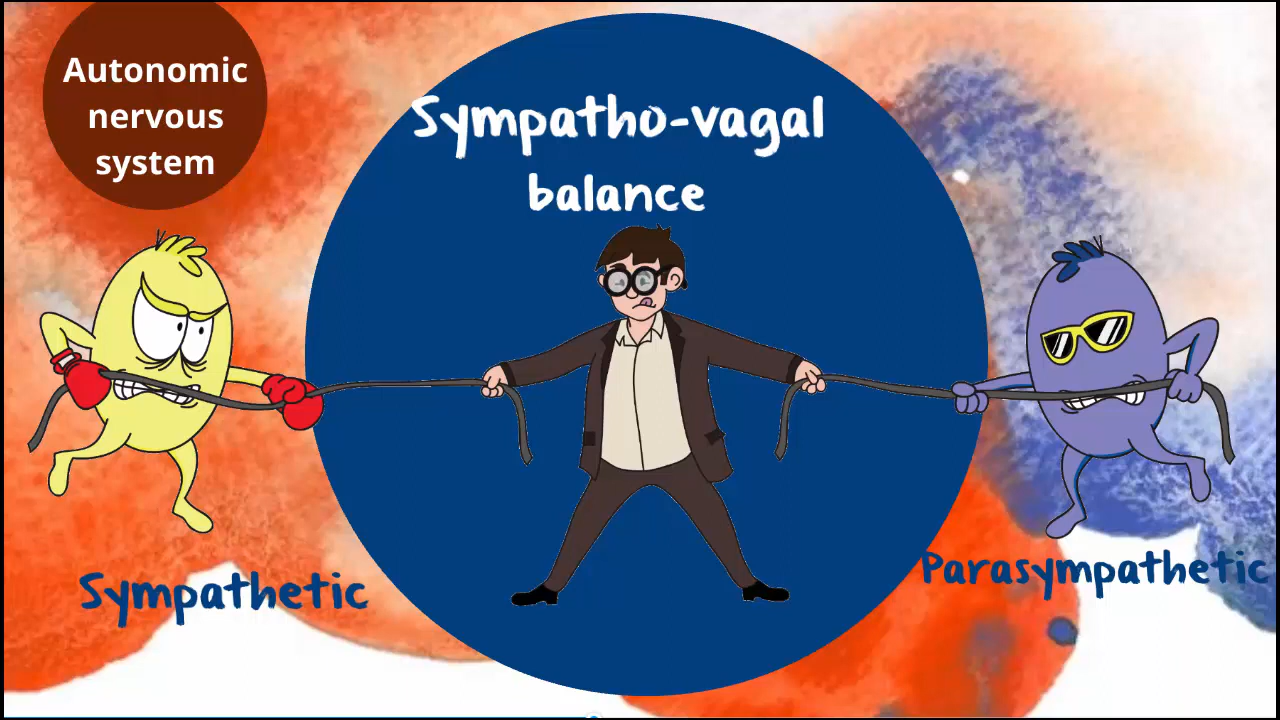 Autonomic
nervous
system
Sympatho-vagal
balance
Sympathetic
Parasympathetic